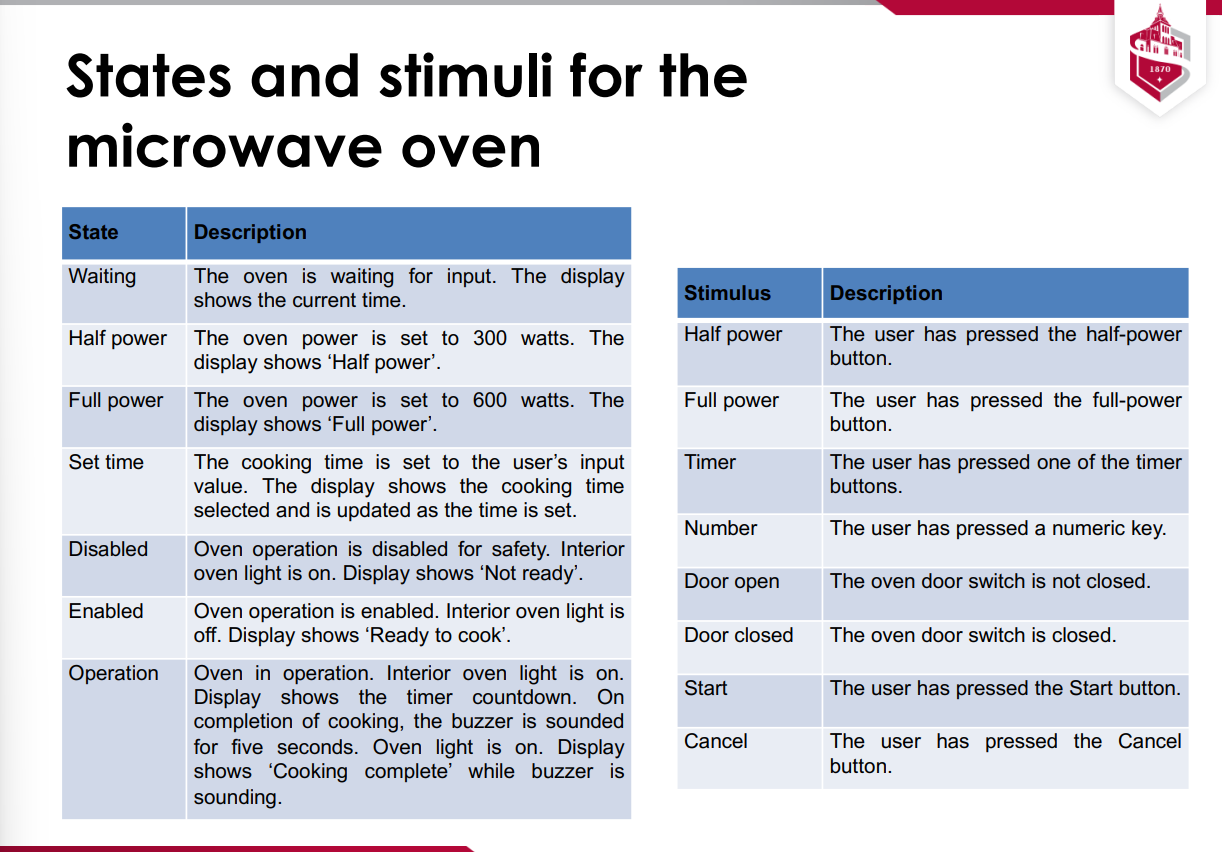 States and stimuli for the
microwave oven
1870
State Description
Waiting The oven is waiting for input. The display
shows the current time.
Half power The oven power is set to 300 watts. The
display shows ‘Half power’.
Full power The oven power is set to 600 watts. The
display shows ‘Full power’.
Set time The cooking time is set to the user’s input
value. The display shows the cooking time
selected and is updated as the time is set.
Disabled Oven operation is disabled for safety. Interior
oven light is on. Display shows ‘Not ready’.
Enabled Oven operation is enabled. Interior oven light is
off. Display shows ‘Ready to cook’.
Operation Oven in operation. Interior oven light is on.
Display shows the timer countdown. On
completion of cooking, the buzzer is sounded
for five seconds. Oven light is on. Display
shows ‘Cooking complete’ while buzzer is
sounding.
Stimulus Description
Half power The user has pressed the half-power
button.
Full power The user has pressed the full-power
button.
Timer The user has pressed one of the timer
buttons.
Number The user has pressed a numeric key.
Door open The oven door switch is not closed.
Door closed The oven door switch is closed.
Start The user has pressed the Start button.
Cancel The user has pressed the Cancel
button.